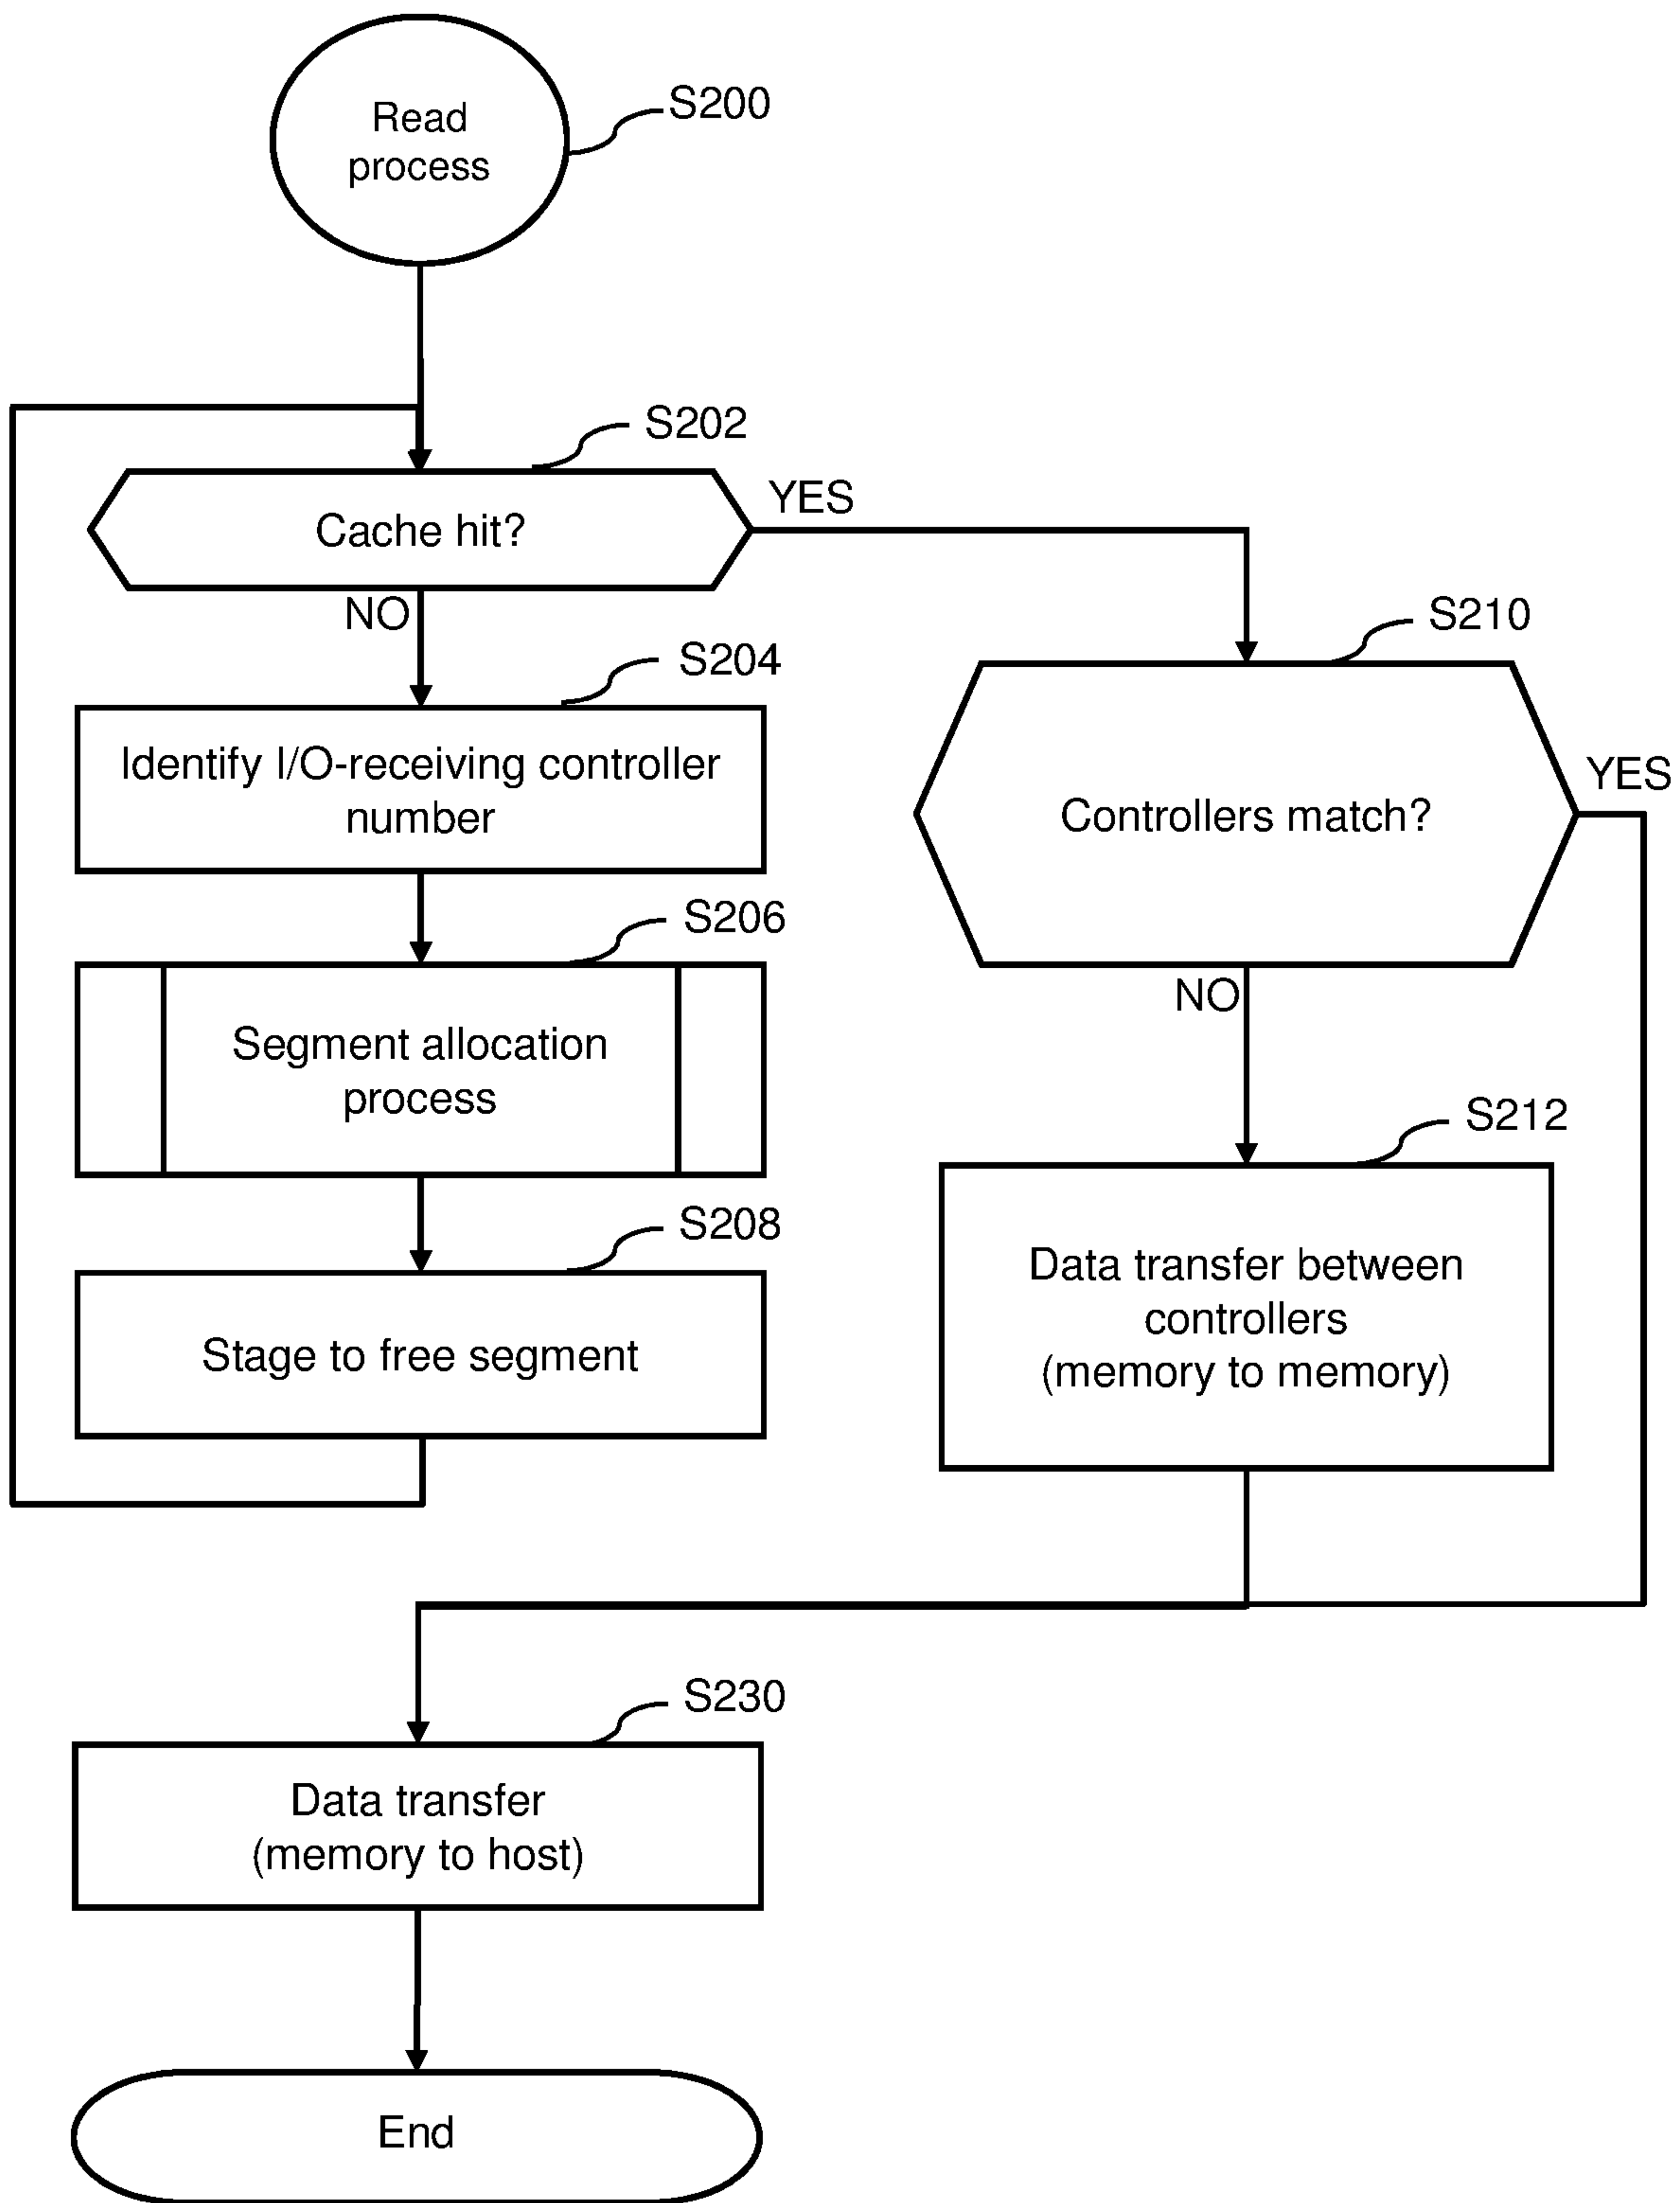 Read
process
S200
S202
Cache hit?
YES
NO
S204
Identify I/O-receiving controller
number
S206
Segment allocation
process
S208
Stage to free segment
S210
Controllers match?
YES
NO
S212
Data transfer between
controllers
(memory to memory)
S230
Data transfer
(memory to host)
End